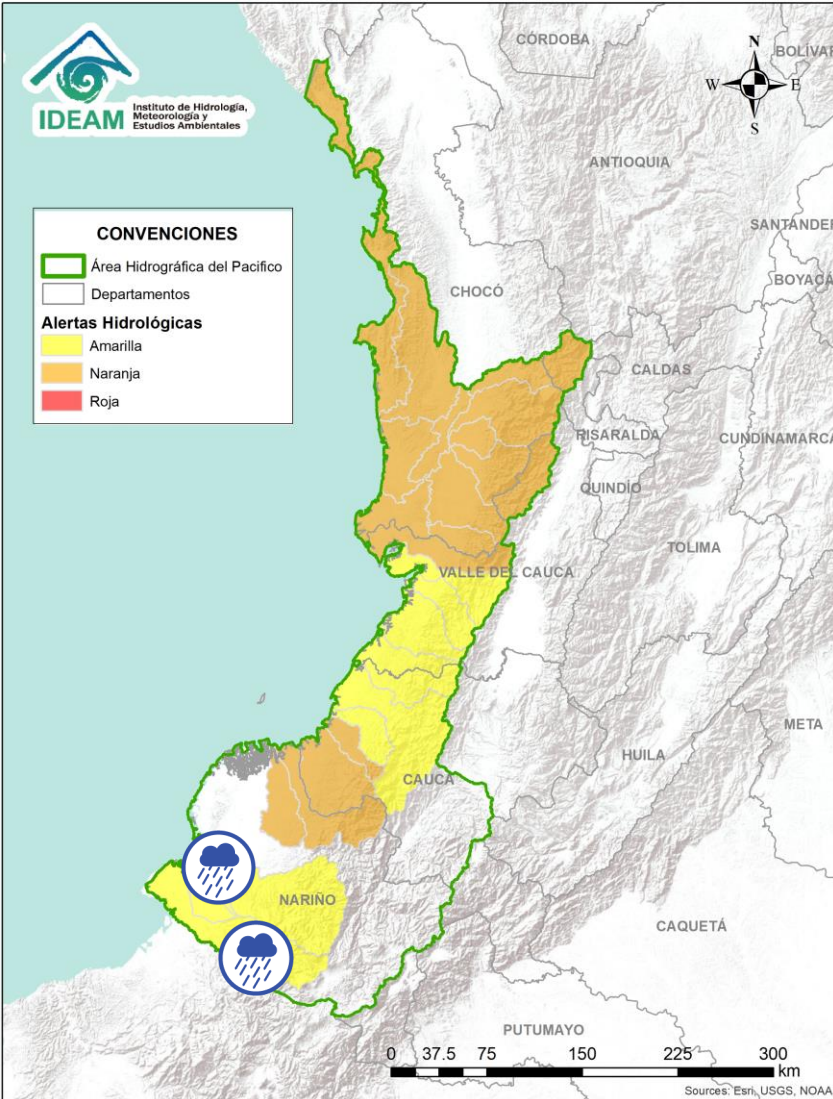 IDEAM
Instituto de Hidrología,
Meteorología y
Estudios Ambientales
N
W
E
S
CONVENCIONES
Área Hidrográfica del Pacifico
Departamentos
Alertas Hidrológicas
Amarilla
Naranja
Roja
CÓRDOBA
BOLÍVAR
ANTIOQUIA
SANTANDER
BOYACÁ
CHOCÓ
CALDAS
RISARALDA
CUNDINAMARCA
QUINDÍO
TOLIMA
VALLE DEL CAUCA
META
HUILA
CAUCA
NARIÑO
CAQUETÁ
PUTUMAYO
0 37.5 75 150 225 300
km
Sources: Esri, USGS, NOAA